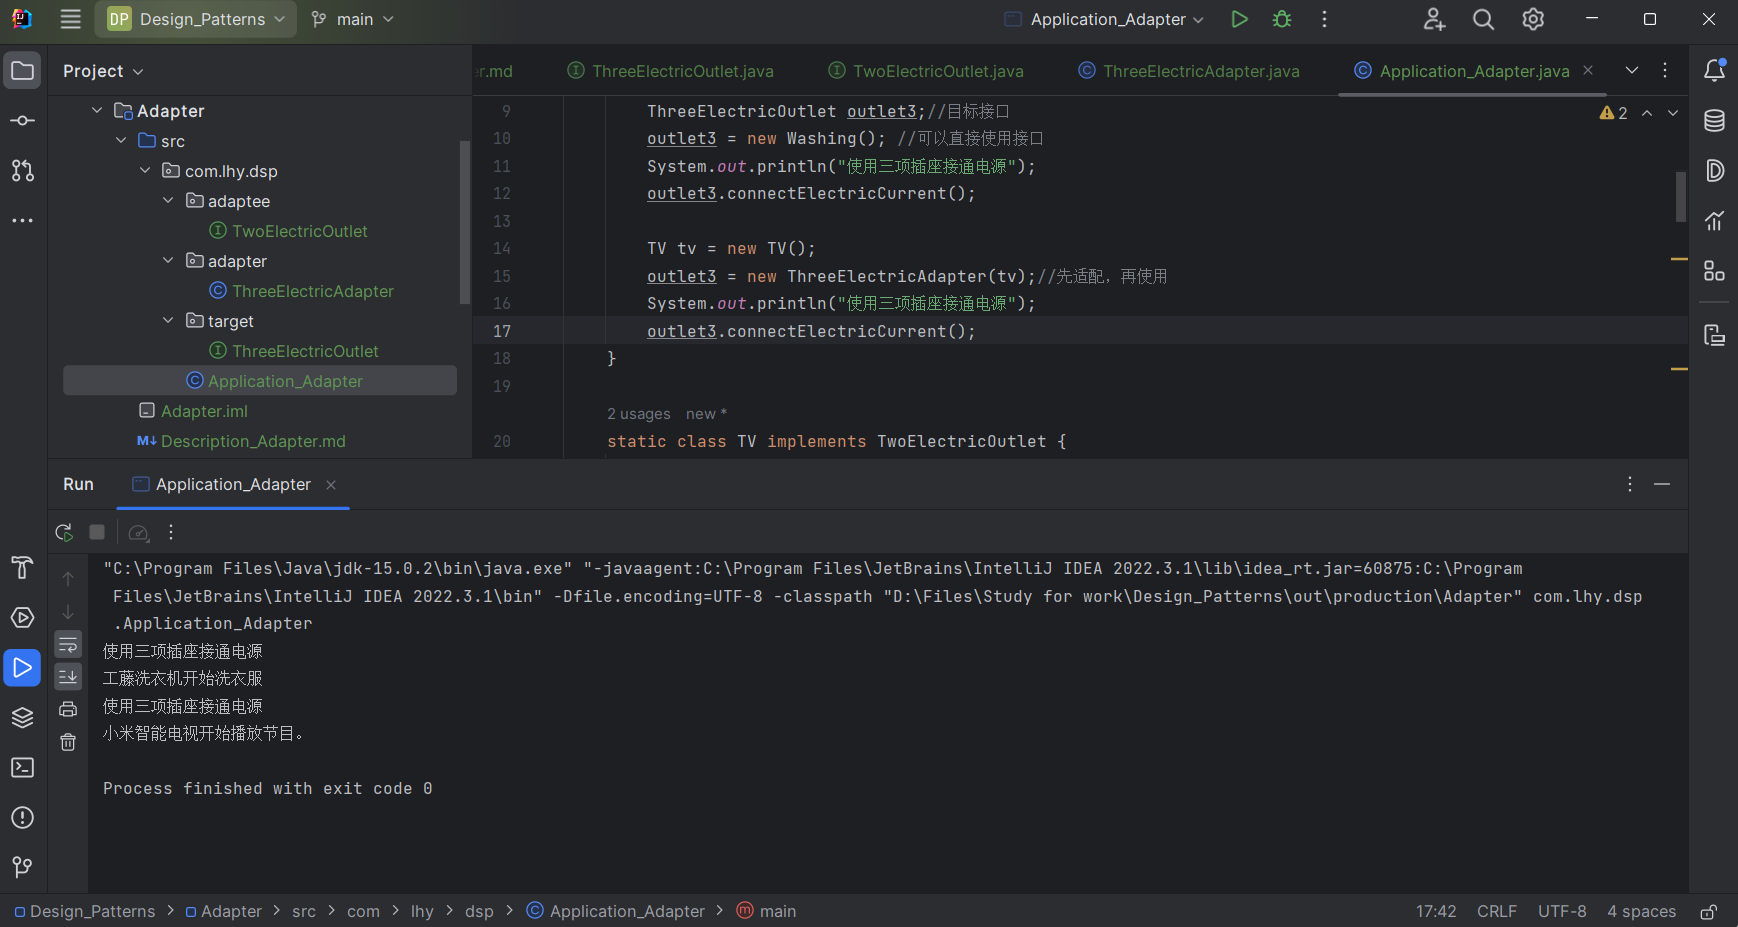 DP Design_Patterns main Application_Adapter
Project
r.md ThreeElectricOutlet.java TwoElectricOutlet.java ThreeElectricAdapter.java Application_Adapter.java
Adapter
src
com.lhy.dsp
adaptee
I TwoElectricOutlet
adapter
C ThreeElectricAdapter
target
I ThreeElectricOutlet
C Application_Adapter
Adapter.iml
M↓ Description_Adapter.md
2
9 ThreeElectricOutlet outlet3;//目标接口
10 outlet3 = new Washing(); //可以直接使用接口
11 System.out.println("使用三项插座接通电源");
12 outlet3.connectElectricCurrent();
13
14 TV tv = new TV();
15 outlet3 = new ThreeElectricAdapter(tv);//先适配，再使用
16 System.out.println("使用三项插座接通电源");
17 outlet3.connectElectricCurrent();
18 }
19
2 usages new *
20 static class TV implements TwoElectricOutlet {
Run Application_Adapter
"C:\Program Files\Java\jdk-15.0.2\bin\java.exe" "-javaagent:C:\Program Files\JetBrains\IntelliJ IDEA 2022.3.1\lib\idea_rt.jar=60875:C:\Program
Files\JetBrains\IntelliJ IDEA 2022.3.1\bin" -Dfile.encoding=UTF-8 -classpath "D:\Files\Study for work\Design_Patterns\out\production\Adapter" com.lhy.dsp
.Application_Adapter
使用三项插座接通电源
工藤洗衣机开始洗衣服
使用三项插座接通电源
小米智能电视开始播放节目。
Process finished with exit code 0
Design_Patterns > Adapter > src > com > lhy > dsp > Application_Adapter > main 17:42 CRLF UTF-8 4 spaces